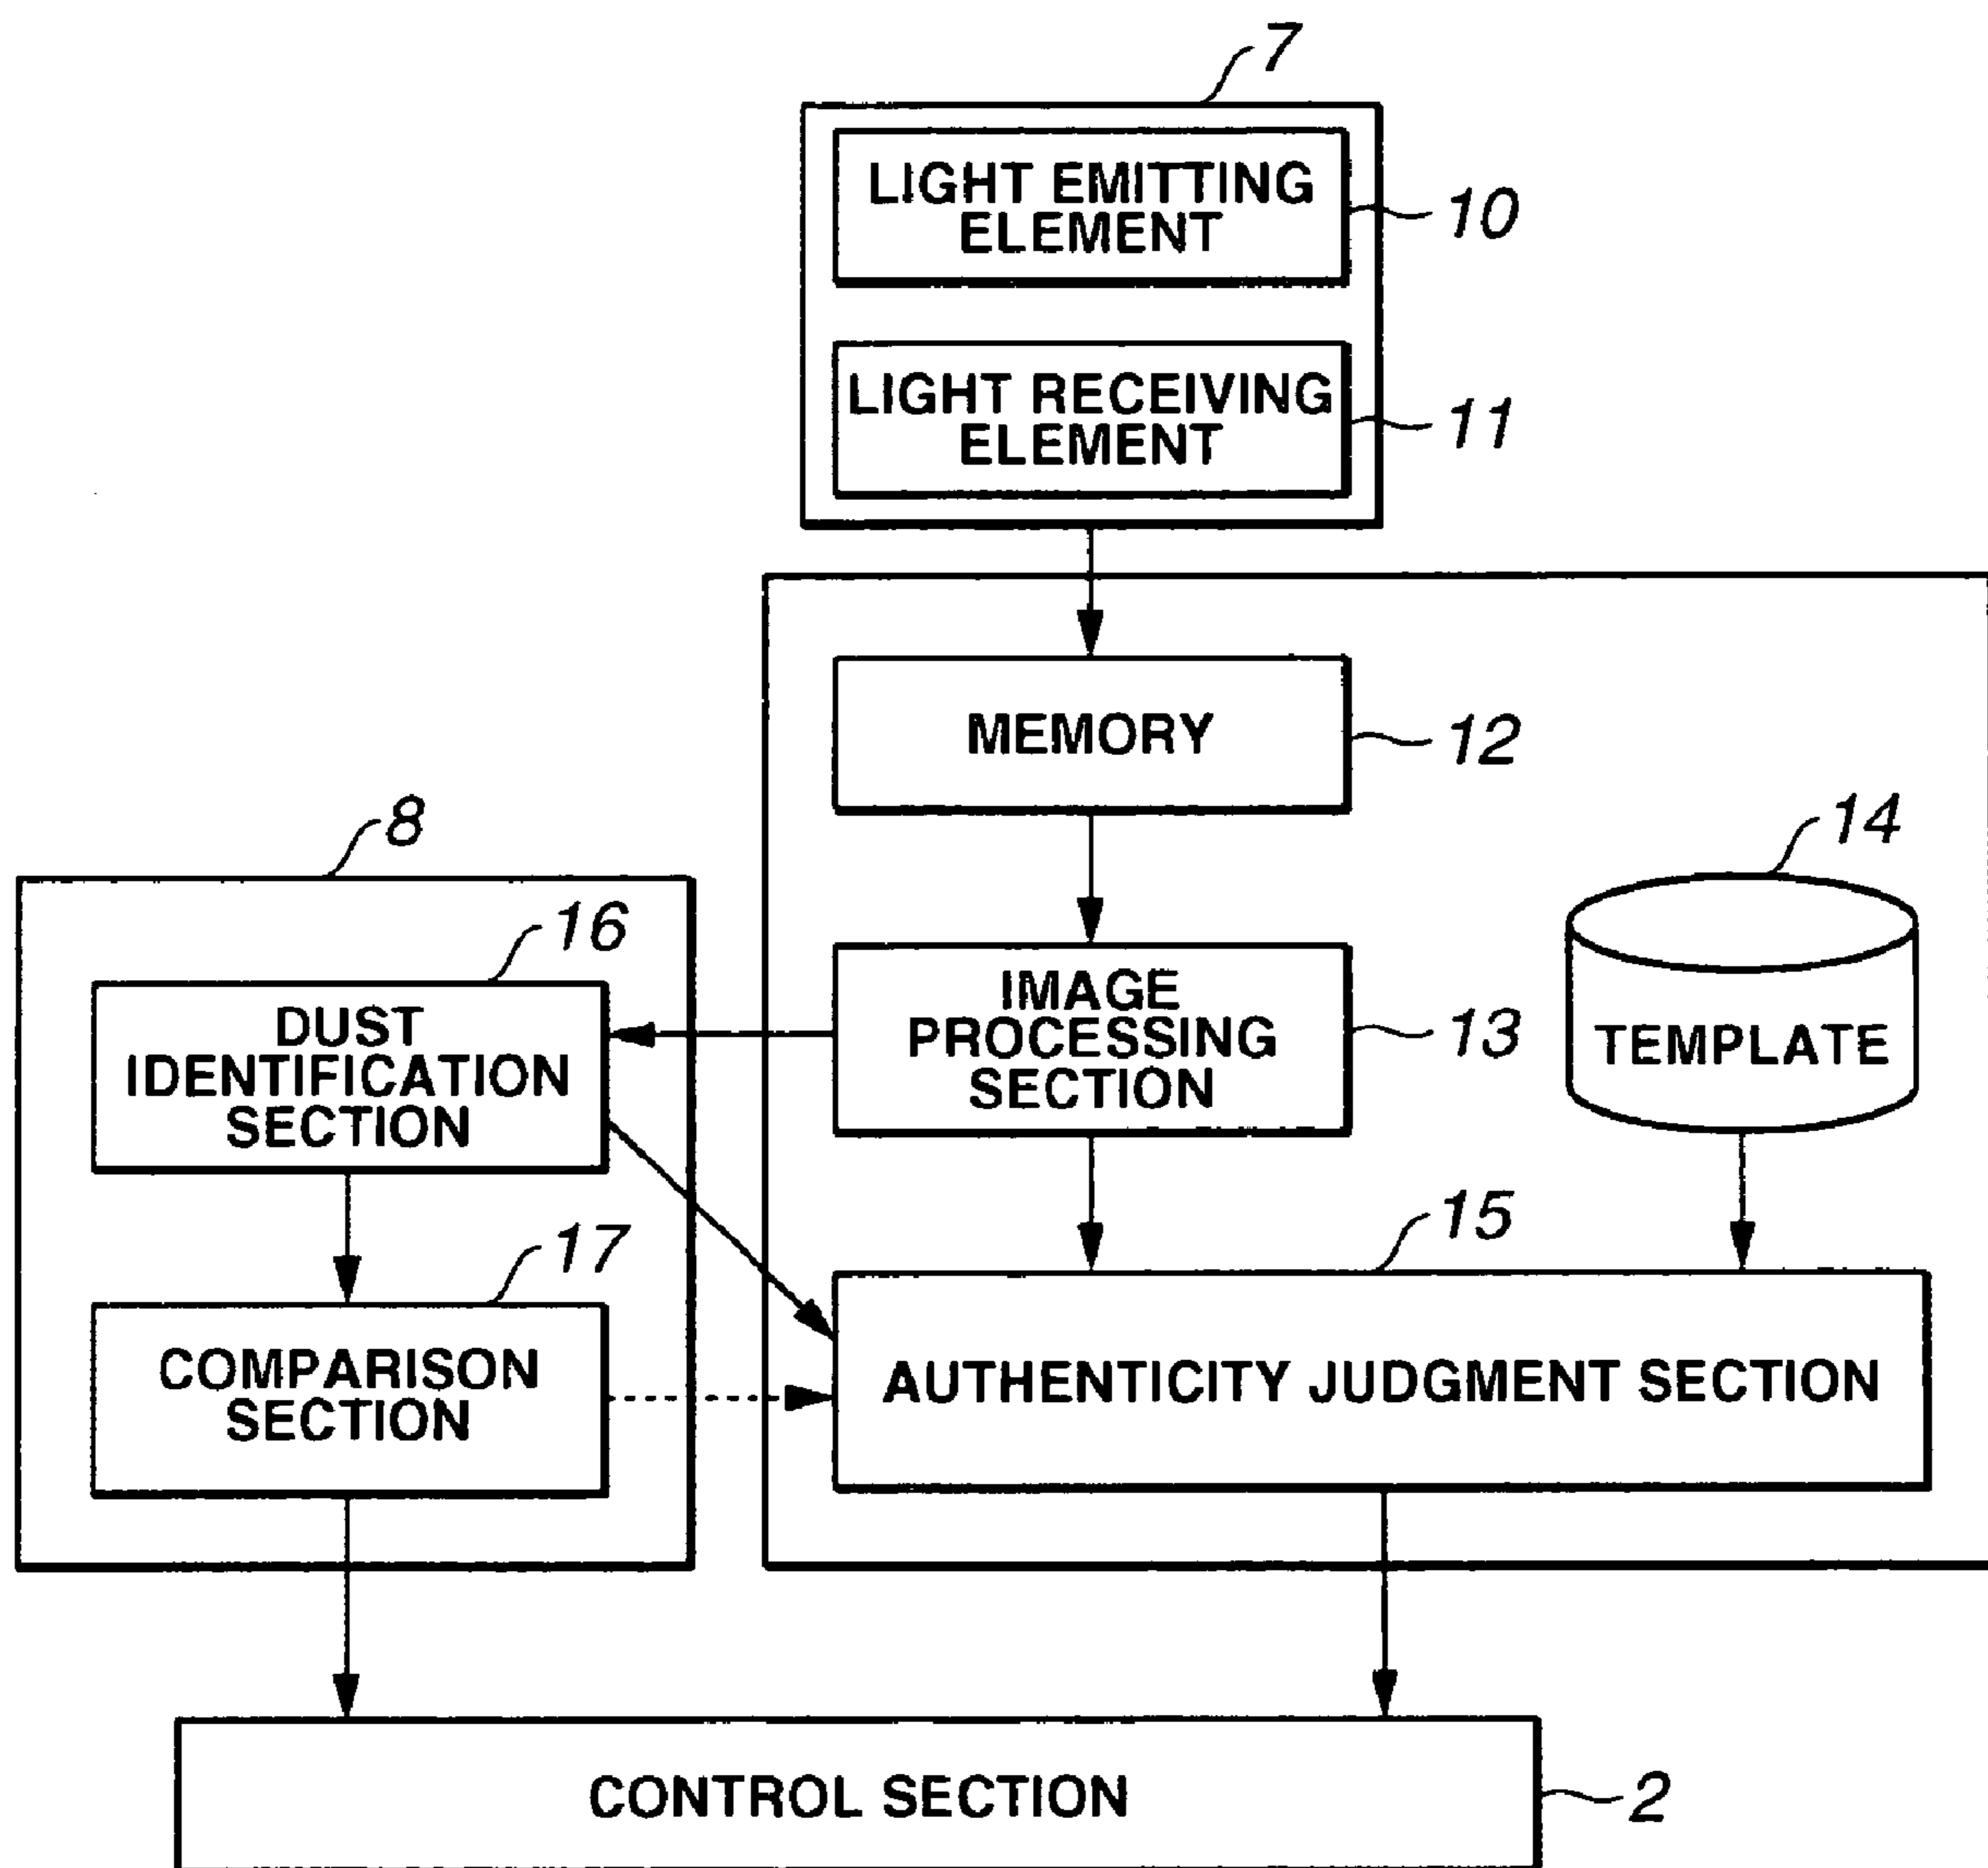 7
LIGHT EMITTING
ELEMENT
10
LIGHT RECEIVING
ELEMENT
11
MEMORY
12
8
14
16
DUST
IDENTIFICATION
SECTION
IMAGE
PROCESSING
SECTION
13
TEMPLATE
17
15
COMPARISON
SECTION
AUTHENTICITY JUDGMENT SECTION
CONTROL SECTION
2